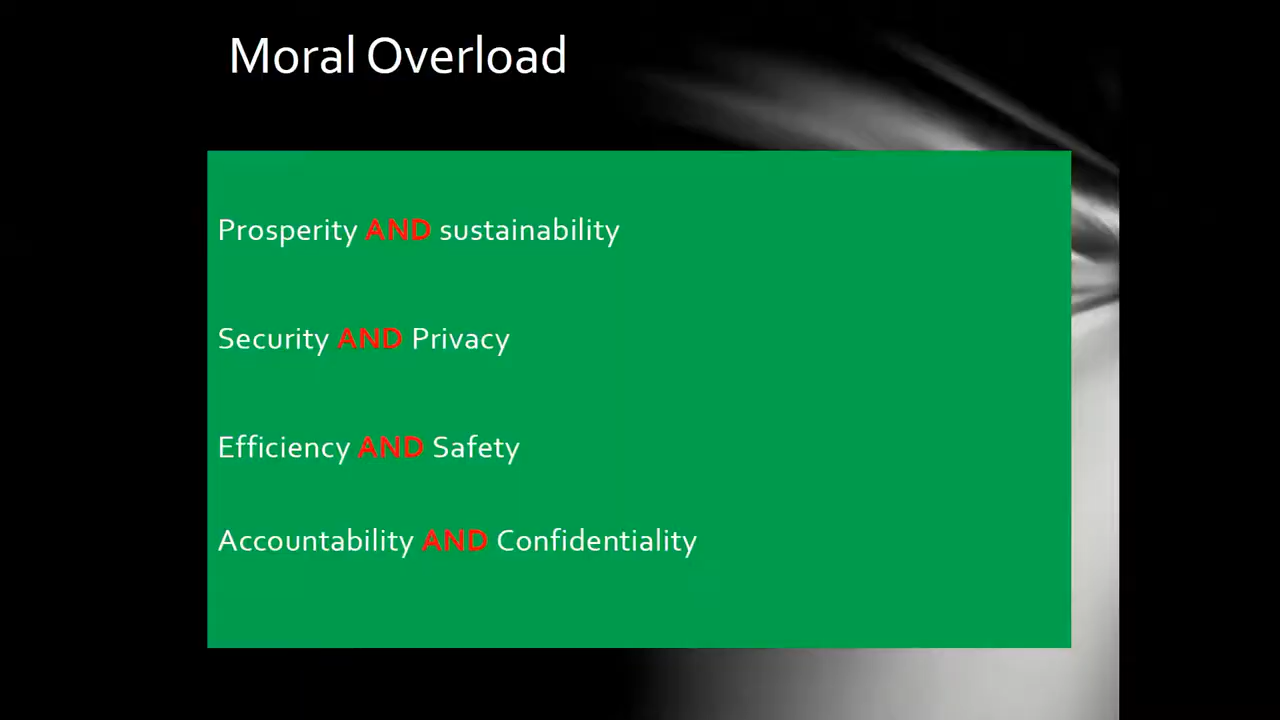 Moral Overload
Prosperity AND sustainability
Security AND Privacy
Efficiency AND Safety
Accountability AND Confidentiality